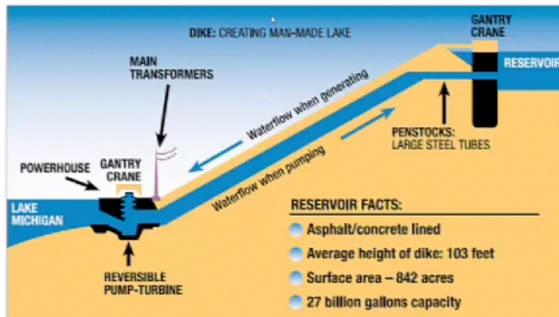 GANTRY
CRANE
DIKE: CREATING MAN-MADE LAKE
RESERVOIR
MAIN
TRANSFORMERS
Waterflow when generating
Waterflow when pumping
PENSTOCKS:
LARGE STEEL TUBES
POWERHOUSE
GANTRY
CRANE
LAKE
MICHIGAN
REVERSIBLE
PUMP-TURBINE
RESERVOIR FACTS:
Asphalt/concrete lined
Average height of dike: 103 feet
Surface area – 842 acres
27 billion gallons capacity